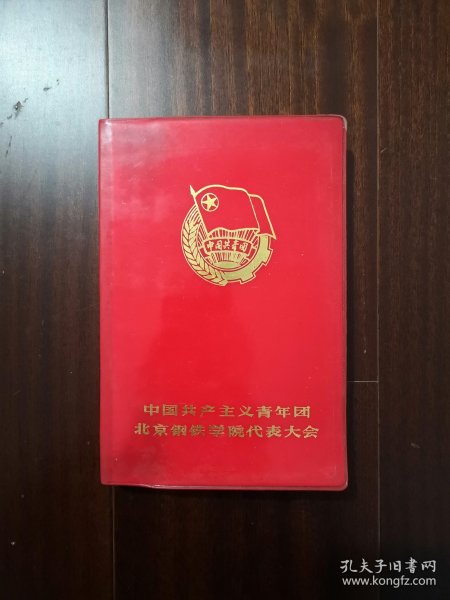 中国共青团
中国共产主义青年团
北京钢铁学院代表大会
孔夫子旧书网
www.kongfz.com